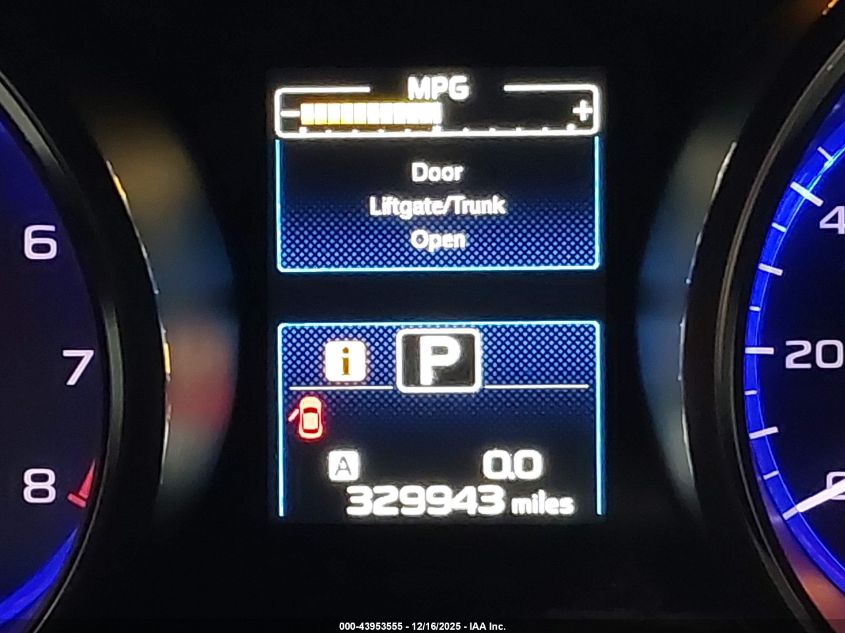 MPG
- +
Door
Liftgate/Trunk
Open
6
7
8
i
P
A
0.0
329943 miles
4
20
000-43953555 - 12/16/2025 - IAA Inc.